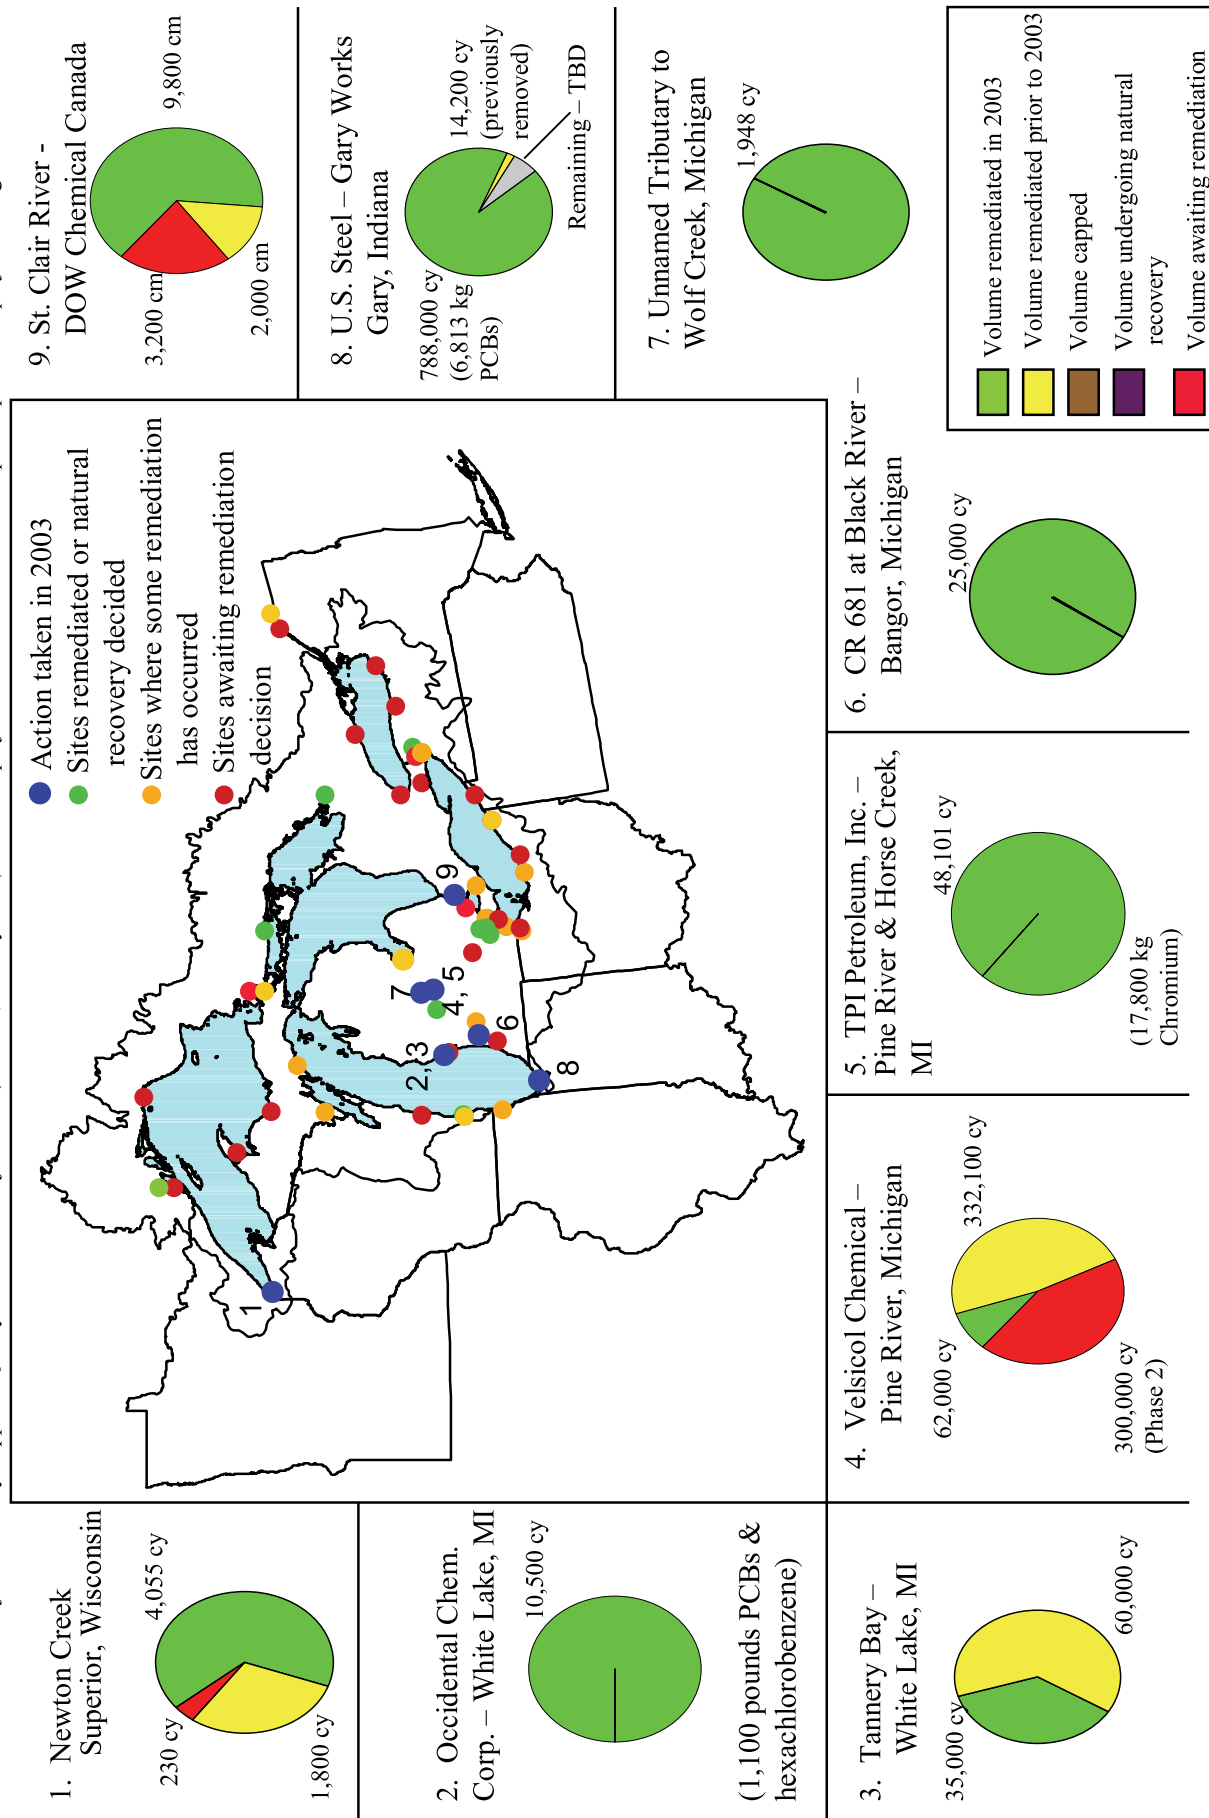 1. Newton Creek
Superior, Wisconsin
4,055 cy
230 cy
1,800 cy
2. Occidental Chem.
Corp. – White Lake, MI
10,500 cy
(1,100 pounds PCBs &
hexachlorobenzene)
3. Tannery Bay –
White Lake, MI
35,000 cy
60,000 cy
4. Velsicol Chemical –
Pine River, Michigan
62,000 cy
332,100 cy
300,000 cy
(Phase 2)
5. TPI Petroleum, Inc. –
Pine River & Horse Creek,
MI
48,101 cy
(17,800 kg
Chromium)
6. CR 681 at Black River –
Bangor, Michigan
25,000 cy
7. Unnamed Tributary to
Wolf Creek, Michigan
1,948 cy
8. U.S. Steel – Gary Works
Gary, Indiana
788,000 cy
(6,813 kg
PCBs)
14,200 cy
(previously
removed)
Remaining – TBD
9. St. Clair River -
DOW Chemical Canada
3,200 cm
9,800 cm
2,000 cm
Action taken in 2003
Sites remediated or natural
recovery decided
Sites where some remediation
has occurred
Sites awaiting remediation
decision
1
2, 3
7
4, 5
6
8
9
Volume remediated in 2003
Volume remediated prior to 2003
Volume capped
Volume undergoing natural
recovery
Volume awaiting remediation